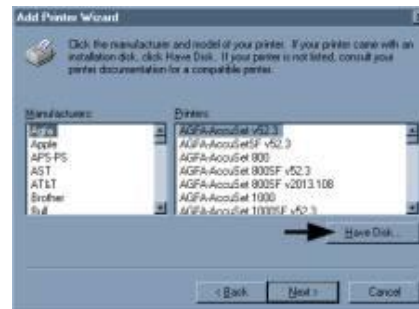 Add Printer Wizard
Click the manufacturer and model of your printer. If your printer came with an
installation disk, click Have Disk. If your printer is not listed, consult your
printer documentation for a compatible printer.
Manufacturers:
Agfa
Apple
APS-PS
AST
AT&T
Brother
Bull
Printers:
AGFA-AccuSet v52.3
AGFA-AccuSetSF v52.3
AGFA-AccuSet 800
AGFA-AccuSet 800SF v52.3
AGFA-AccuSet 800SF v2013.108
AGFA-AccuSet 1000
AGFA-AccuSet 1000SF v52.3
Have Disk...
< Back
Next >
Cancel